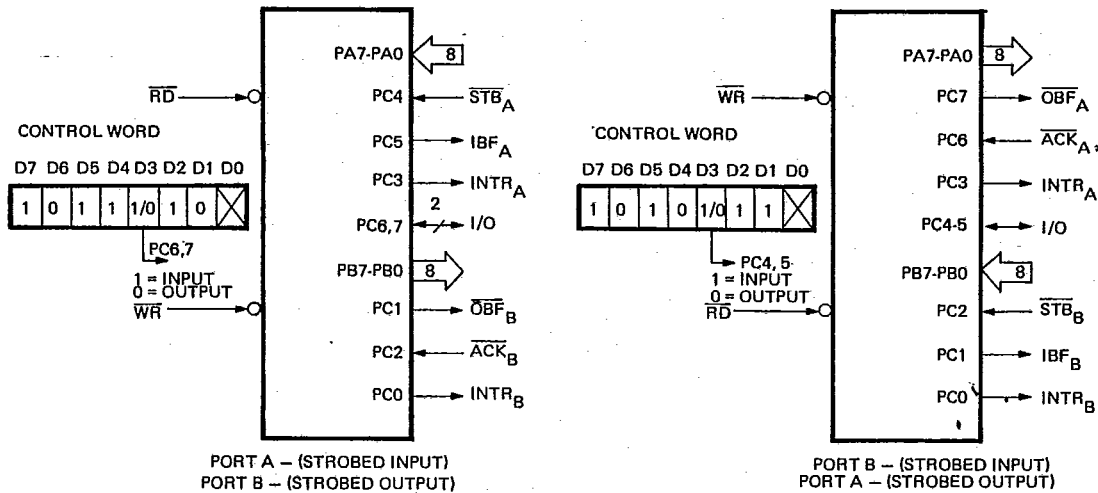 PA7-PA0
8
RD
PC4
STBA
CONTROL WORD
PC5
IBFA
D7 D6 D5 D4 D3 D2 D1 D0
PC3
INTRA
1 0 1 1 1/0 1 0
2
PC6,7
I/O
PC6,7
1 = INPUT
0 = OUTPUT
PB7-PB0
8
WR
PC1
OBFB
PC2
ACKB
PC0
INTRB
PORT A – (STROBED INPUT)
PORT B – (STROBED OUTPUT)
PA7-PA0
8
WR
PC7
OBFA
CONTROL WORD
PC6
ACKA
D7 D6 D5 D4 D3 D2 D1 D0
PC3
INTRA
1 0 1 0 1/0 1 1
PC4-5
I/O
PC4, 5
1 = INPUT
0 = OUTPUT
PB7-PB0
8
RD
PC2
STBB
PC1
IBFB
PC0
INTRB
PORT B – (STROBED INPUT)
PORT A – (STROBED OUTPUT)